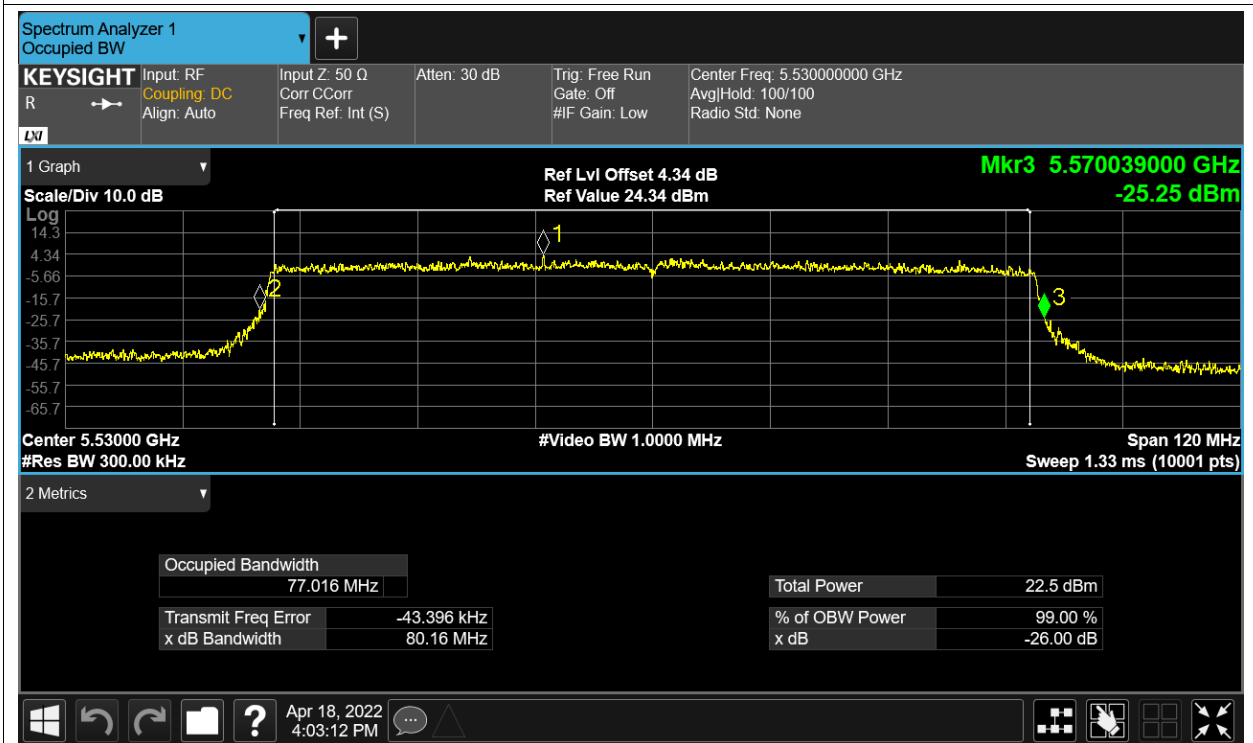 Spectrum Analyzer 1
Occupied BW
KEYSIGHT
R
LXI
Input: RF
Coupling: DC
Align: Auto
Input Z: 50 Ω
Corr CCorr
Freq Ref: Int (S)
Atten: 30 dB
Trig: Free Run
Gate: Off
#IF Gain: Low
Center Freq: 5.530000000 GHz
Avg|Hold: 100/100
Radio Std: None
1 Graph
Scale/Div 10.0 dB
Ref Lvl Offset 4.34 dB
Ref Value 24.34 dBm
Mkr3 5.570039000 GHz
-25.25 dBm
Log
14.3
4.34
-5.66
-15.7
-25.7
-35.7
-45.7
-55.7
-65.7
1
2
3
Center 5.53000 GHz
#Video BW 1.0000 MHz
Span 120 MHz
#Res BW 300.00 kHz
Sweep 1.33 ms (10001 pts)
2 Metrics
Occupied Bandwidth
77.016 MHz
Total Power 22.5 dBm
Transmit Freq Error -43.396 kHz
% of OBW Power 99.00 %
x dB Bandwidth 80.16 MHz
x dB -26.00 dB
?
Apr 18, 2022
4:03:12 PM